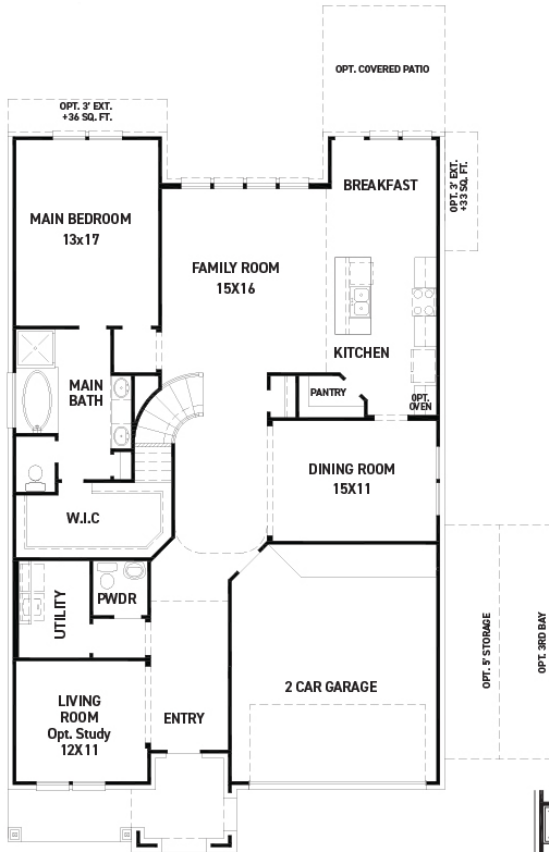 OPT. COVERED PATIO
OPT. 3' EXT.
+36 SQ. FT.
BREAKFAST
OPT. 3' EXT.
+33 SQ. FT.
MAIN BEDROOM
13x17
FAMILY ROOM
15X16
KITCHEN
MAIN
BATH
PANTRY
OPT.
OVEN
DINING ROOM
15X11
W.I.C
UTILITY
PWDR
OPT. 5' STORAGE
OPT. 3RD BAY
2 CAR GARAGE
LIVING
ROOM
Opt. Study
12X11
ENTRY